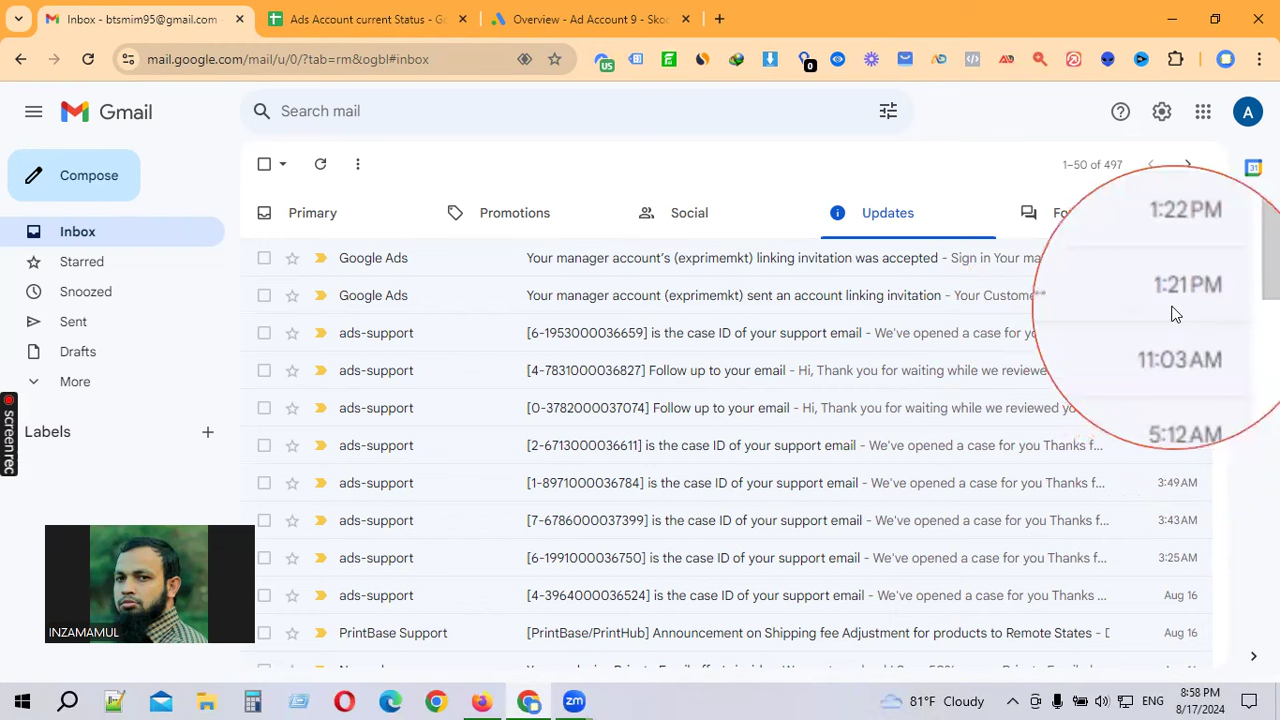 Inbox - btsmim95@gmail.com
Ads Account current Status - Go
Overview - Ad Account 9 - Skoo
mail.google.com/mail/u/0/?tab=rm&ogbl#inbox
US
0
Gmail
Search mail
A
Compose
1–50 of 497
31
Primary
Promotions
Social
Updates
Fo
1:22 PM
Inbox
Starred
Snoozed
Sent
Drafts
More
Labels
Google Ads
Your manager account's (exprimemkt) linking invitation was accepted - Sign in Your ma
Google Ads
Your manager account (exprimemkt) sent an account linking invitation - Your Custome
1:21 PM
ads-support
[6-1953000036659] is the case ID of your support email - We've opened a case for yo
11:03 AM
ads-support
[4-7831000036827] Follow up to your email - Hi, Thank you for waiting while we reviewe
ads-support
[0-3782000037074] Follow up to your email - Hi, Thank you for waiting while we reviewed yo
5:12 AM
ads-support
[2-6713000036611] is the case ID of your support email - We've opened a case for you Thanks f...
ads-support
[1-8971000036784] is the case ID of your support email - We've opened a case for you Thanks f...
3:49 AM
ads-support
[7-6786000037399] is the case ID of your support email - We've opened a case for you Thanks f...
3:43 AM
ads-support
[6-1991000036750] is the case ID of your support email - We've opened a case for you Thanks f...
3:25 AM
ads-support
[4-3964000036524] is the case ID of your support email - We've opened a case for you Thanks ...
Aug 16
PrintBase Support
[PrintBase/PrintHub] Announcement on Shipping fee Adjustment for products to Remote States - D
Aug 16
screenrec
INZAMAMUL
81°F Cloudy
ENG
8:58 PM
8/17/2024